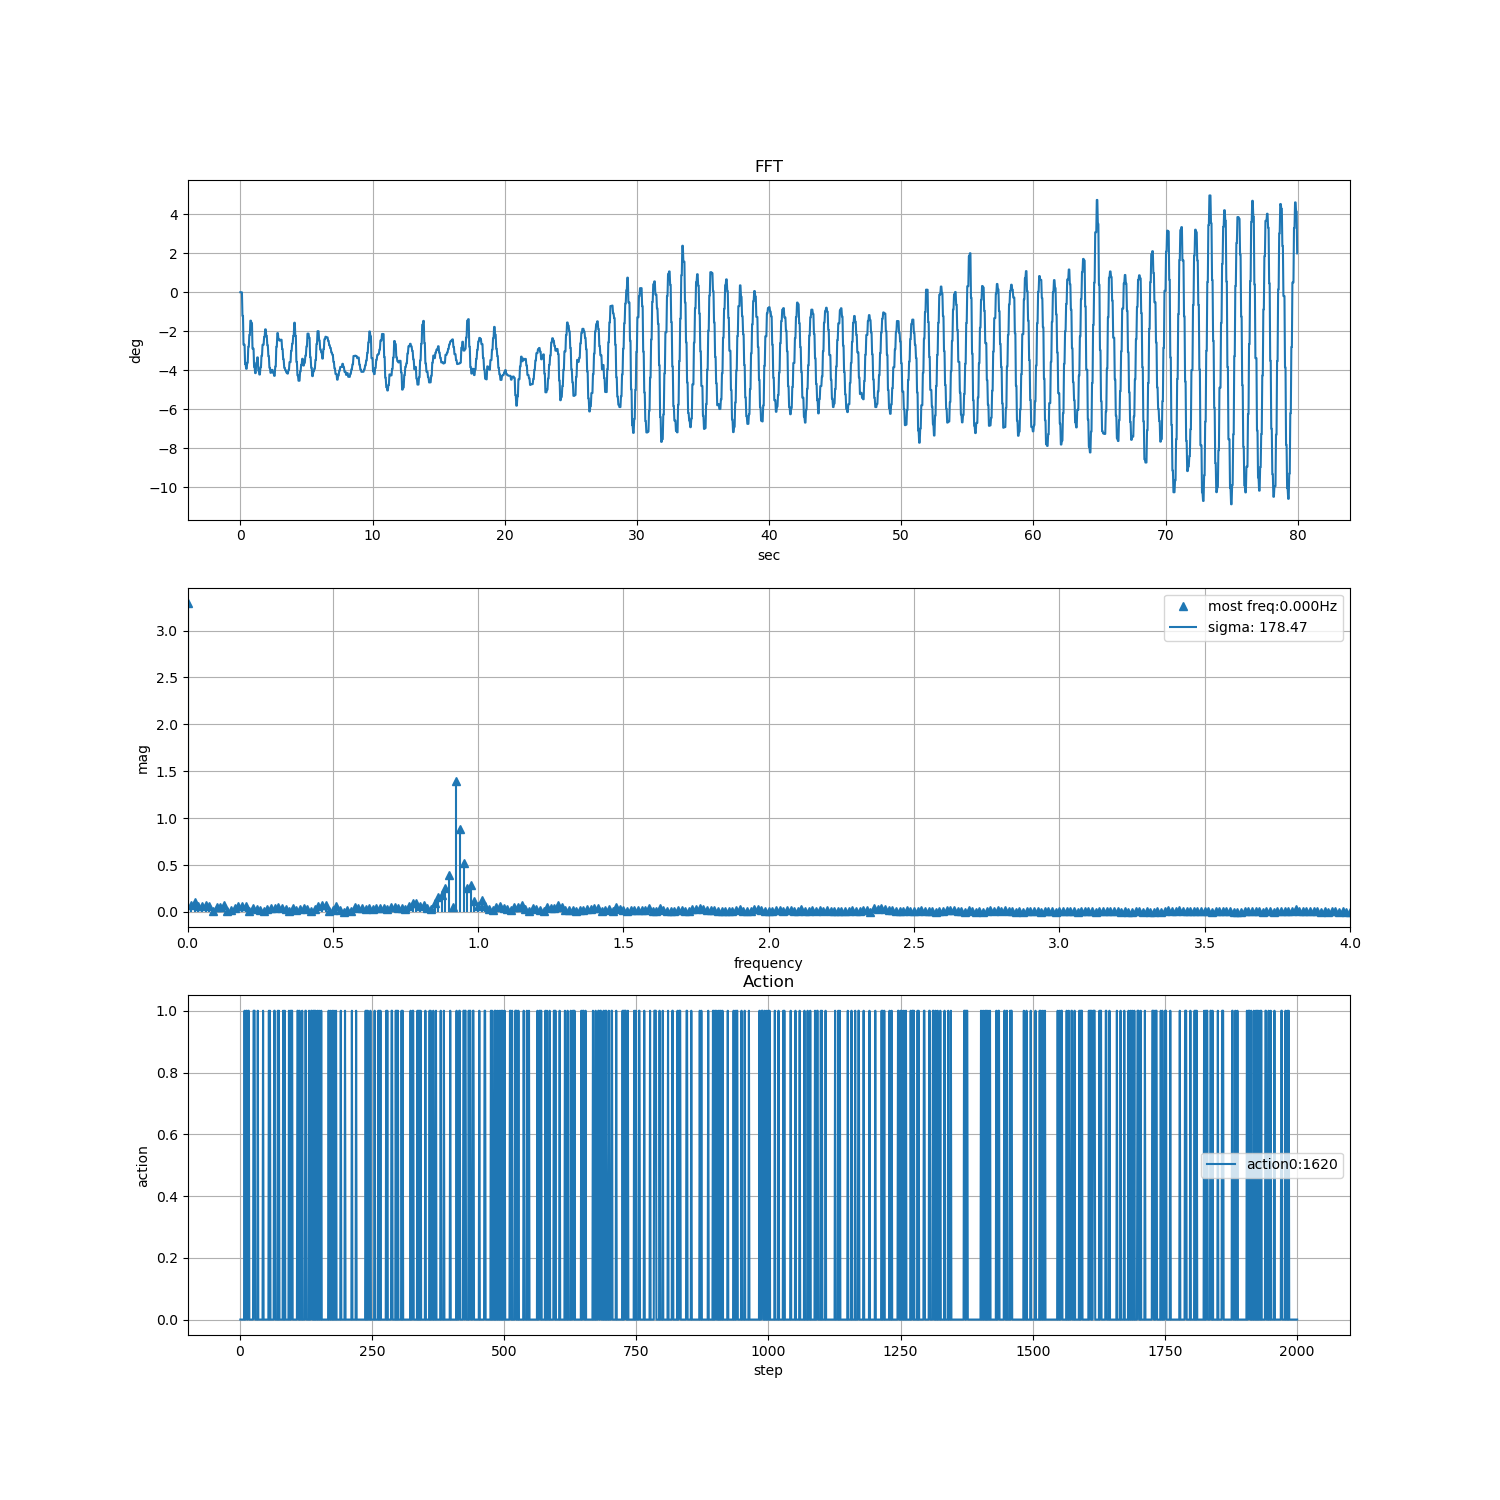 FFT
4
2
0
−2
−4
−6
−8
−10
deg
0 10 20 30 40 50 60 70 80
sec
most freq:0.000Hz
sigma: 178.47
3.0
2.5
2.0
1.5
1.0
0.5
0.0
mag
0.0 0.5 1.0 1.5 2.0 2.5 3.0 3.5 4.0
frequency
Action
1.0
0.8
0.6
0.4
0.2
0.0
action
action0:1620
0 250 500 750 1000 1250 1500 1750 2000
step